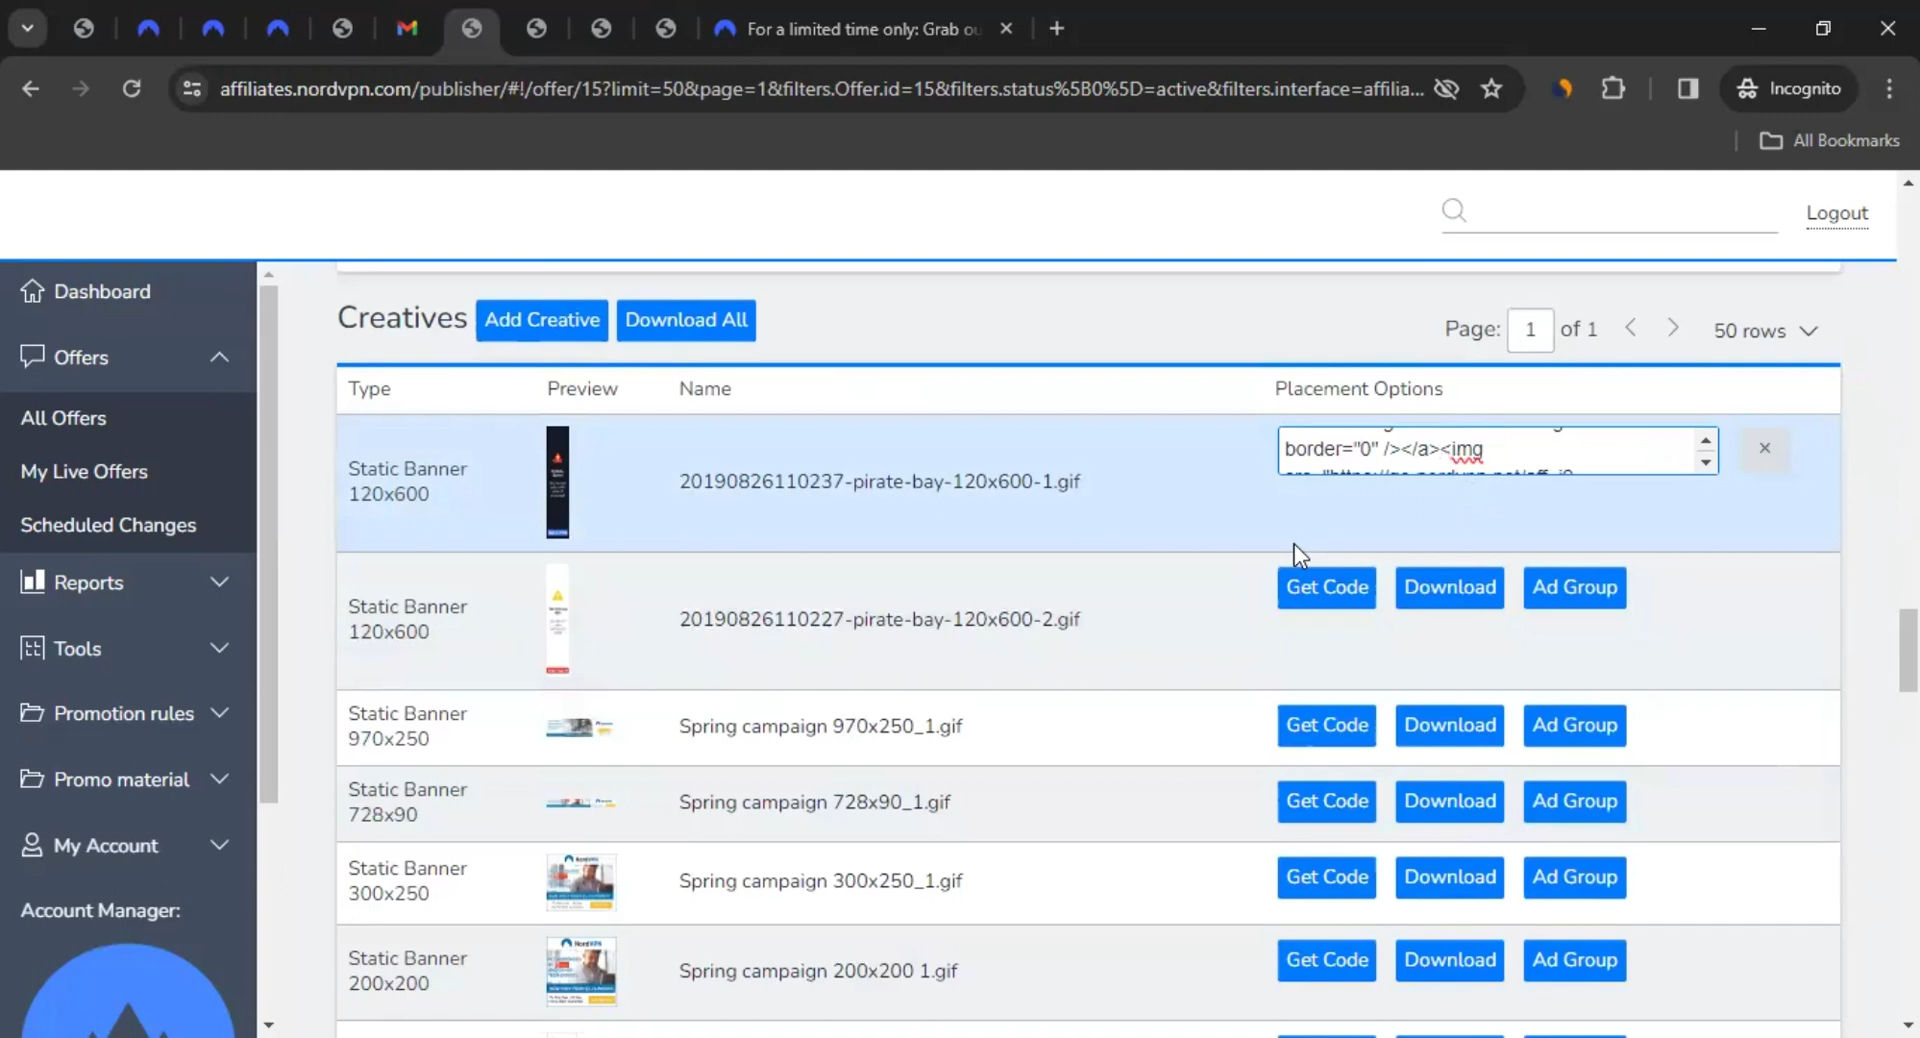 For a limited time only: Grab ou
affiliates.nordvpn.com/publisher/#!/offer/15?limit=50&page=1&filters.Offer.id=15&filters.status%5B0%5D=active&filters.interface=affilia...
Incognito
All Bookmarks
Logout
Dashboard
Offers
All Offers
My Live Offers
Scheduled Changes
Reports
Tools
Promotion rules
Promo material
My Account
Account Manager:
Creatives Add Creative Download All
Page: 1 of 1 50 rows
Type Preview Name Placement Options
Static Banner
120x600
20190826110237-pirate-bay-120x600-1.gif
border="0" /></a><img
Static Banner
120x600
20190826110227-pirate-bay-120x600-2.gif
Get Code Download Ad Group
Static Banner
970x250
Spring campaign 970x250_1.gif
Get Code Download Ad Group
Static Banner
728x90
Spring campaign 728x90_1.gif
Get Code Download Ad Group
Static Banner
300x250
NordVPN
Spring campaign 300x250_1.gif
Get Code Download Ad Group
Static Banner
200x200
NordVPN
Spring campaign 200x200 1.gif
Get Code Download Ad Group